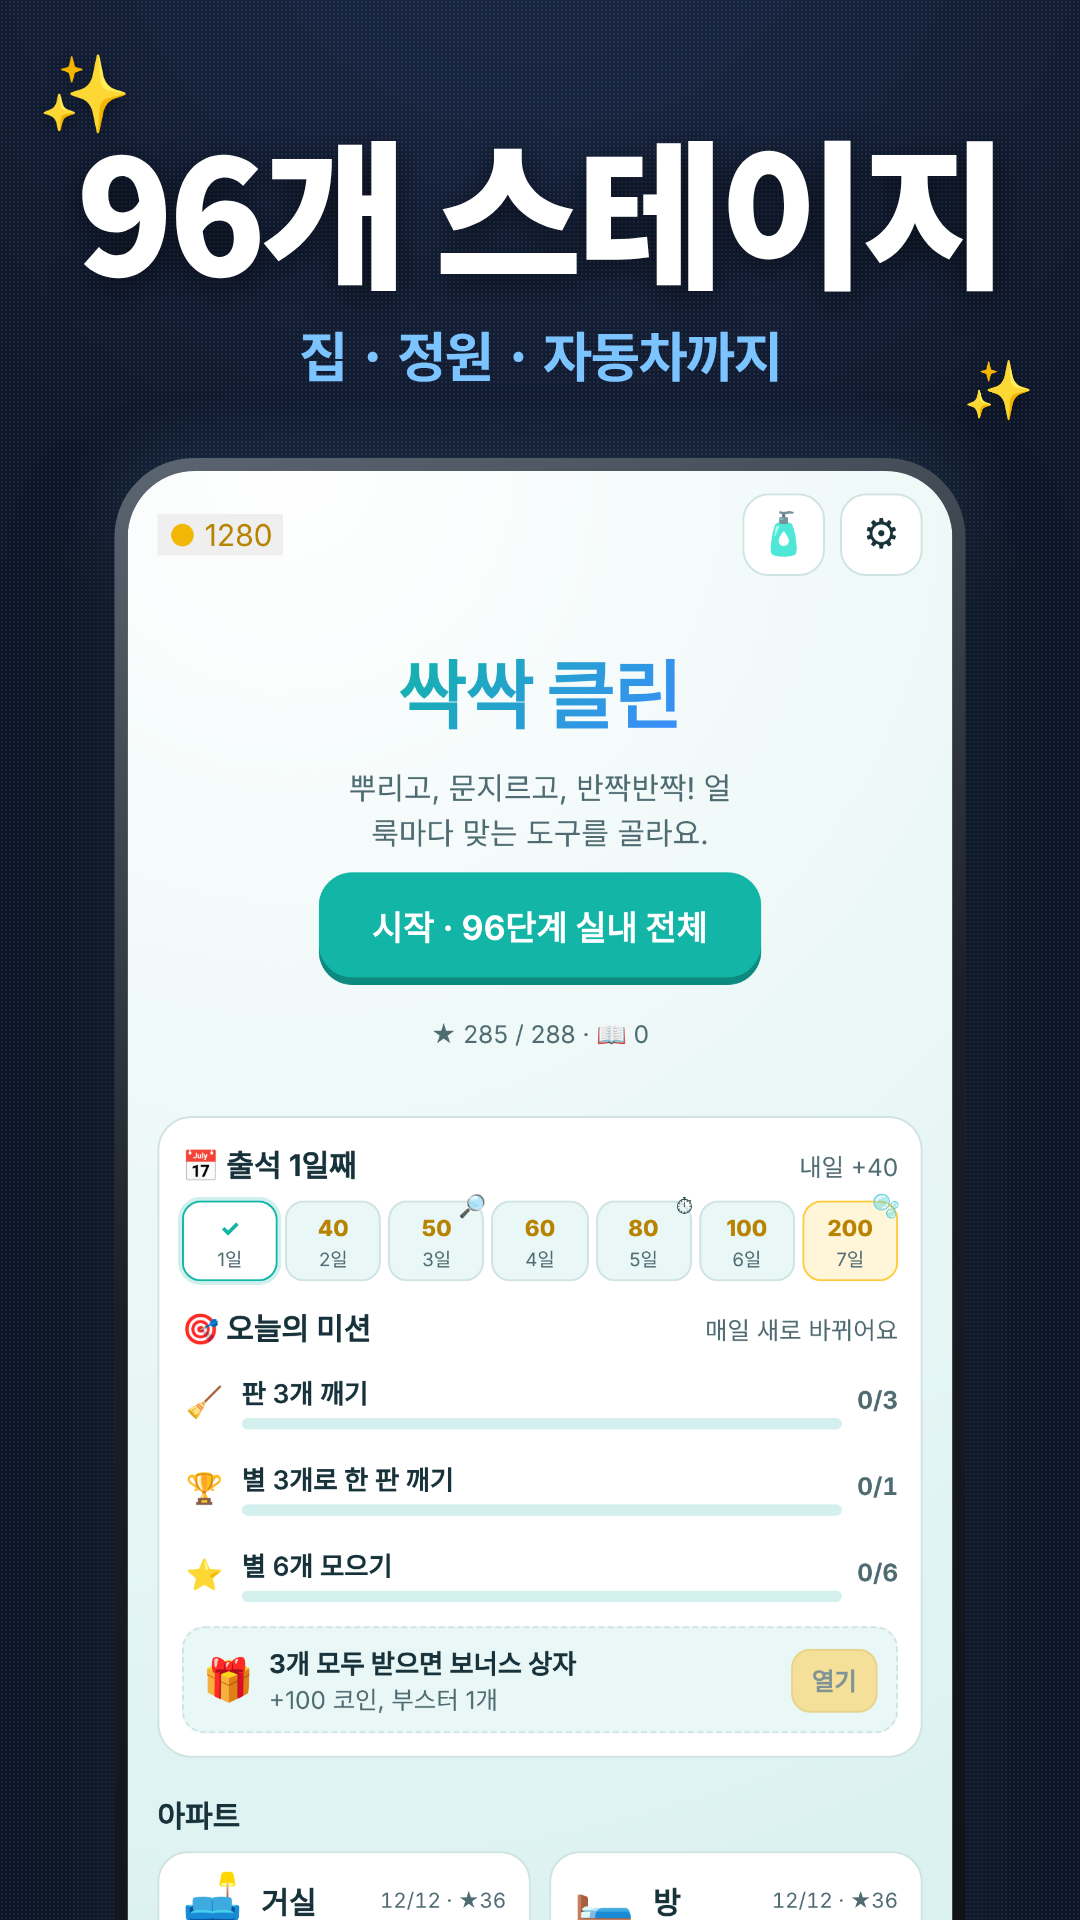 96개 스테이지
집 · 정원 · 자동차까지
1280
싹싹 클린
뿌리고, 문지르고, 반짝반짝! 얼
룩마다 맞는 도구를 골라요.
시작 · 96단계 실내 전체
★ 285 / 288 · 📖 0
📅 출석 1일째
내일 +40
✓ 40 50 60 80 100 200
1일 2일 3일 4일 5일 6일 7일
🎯 오늘의 미션
매일 새로 바뀌어요
판 3개 깨기
0/3
별 3개로 한 판 깨기
0/1
별 6개 모으기
0/6
3개 모두 받으면 보너스 상자
+100 코인, 부스터 1개
열기
아파트
거실 12/12 · ★36
방 12/12 · ★36